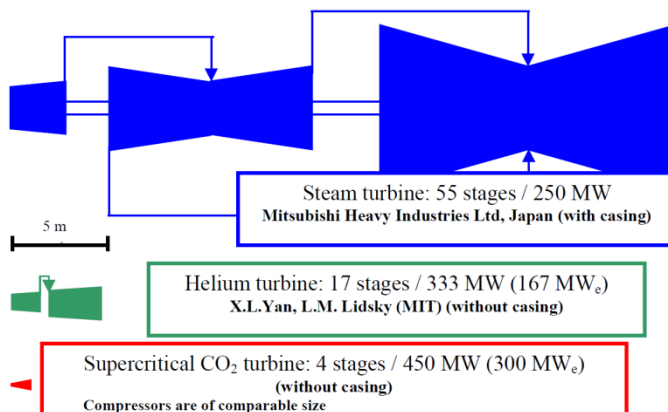 Steam turbine: 55 stages / 250 MW
Mitsubishi Heavy Industries Ltd, Japan (with casing)
5 m
Helium turbine: 17 stages / 333 MW (167 MWₑ)
X.L.Yan, L.M. Lidsky (MIT) (without casing)
Supercritical CO₂ turbine: 4 stages / 450 MW (300 MWₑ)
(without casing)
Compressors are of comparable size